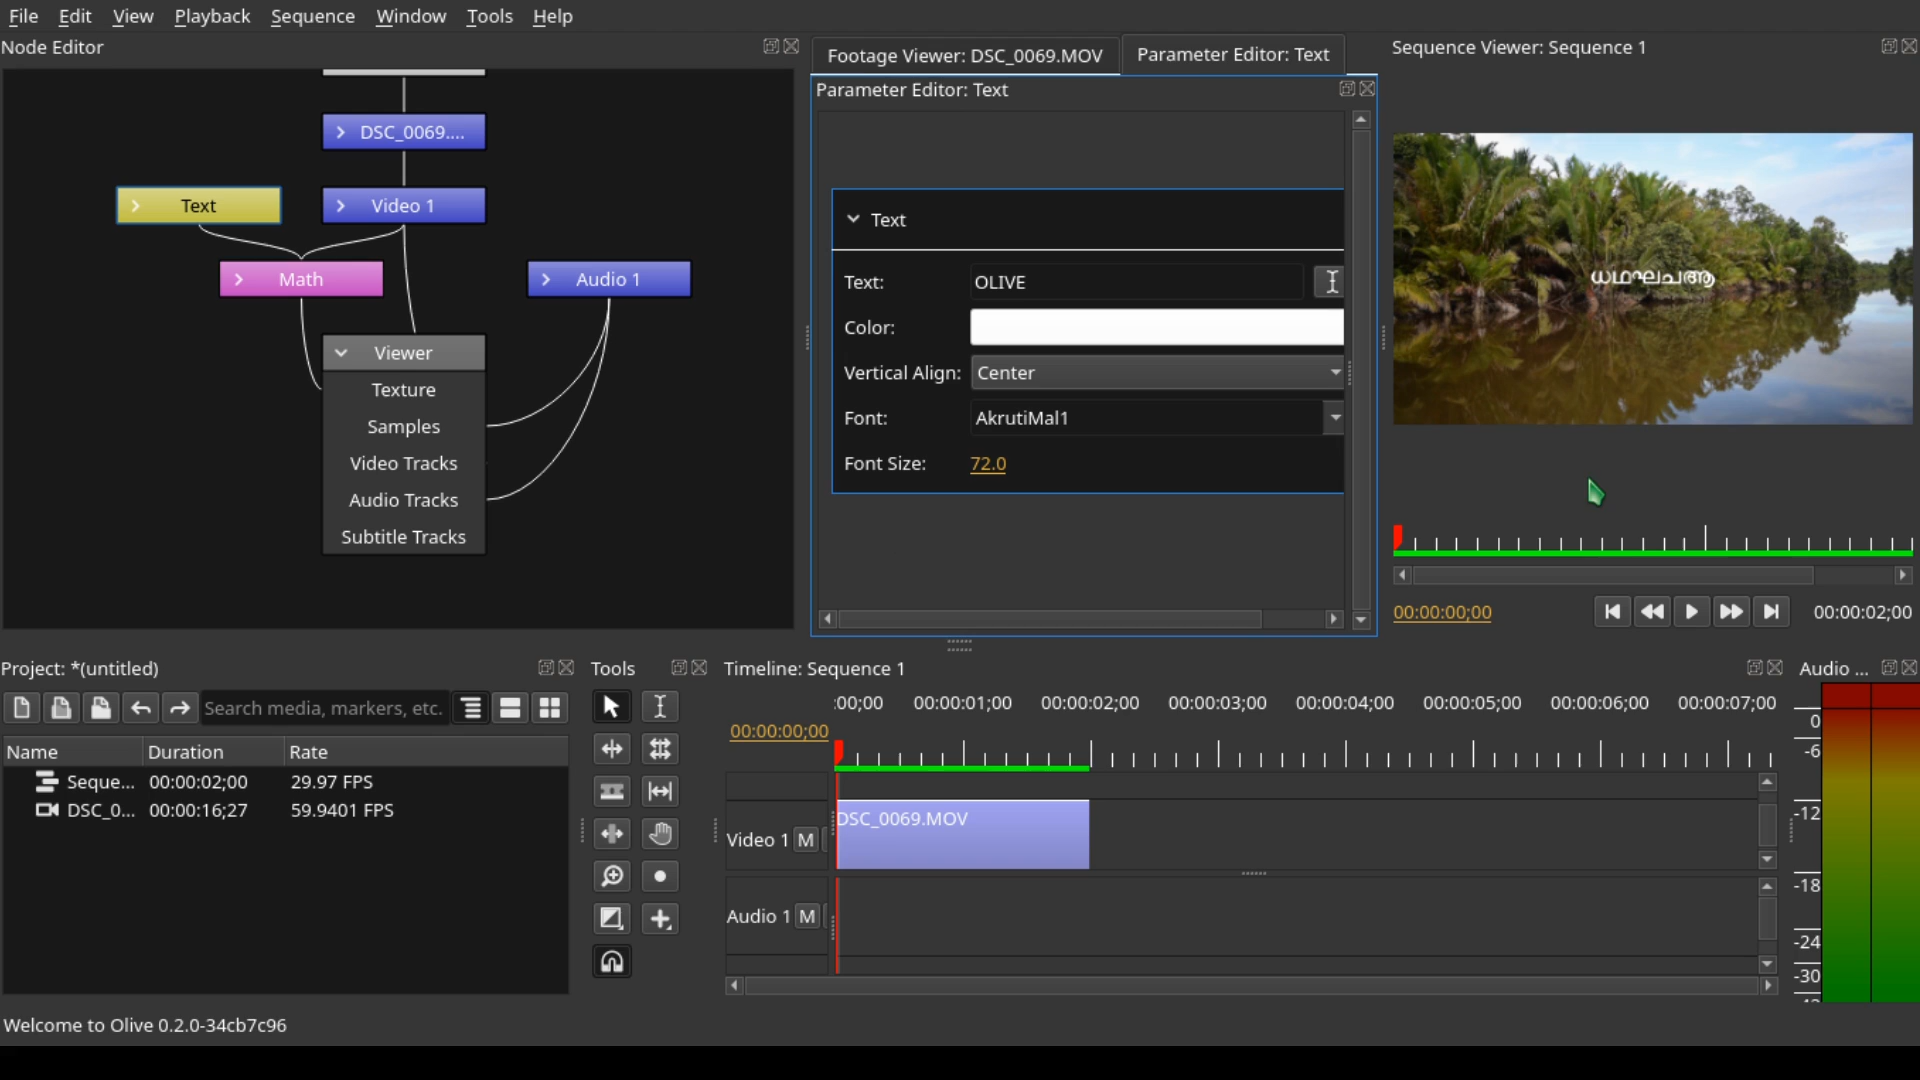 File Edit View Playback Sequence Window Tools Help
Node Editor
DSC_0069....
Text
Video 1
Math
Audio 1
Viewer
Texture
Samples
Video Tracks
Audio Tracks
Subtitle Tracks
Footage Viewer: DSC_0069.MOV
Parameter Editor: Text
Parameter Editor: Text
Text
Text: OLIVE
Color:
Vertical Align: Center
Font: AkrutiMal1
Font Size: 72.0
Sequence Viewer: Sequence 1
00:00:00;00
00:00:02;00
Project: *(untitled)
Search media, markers, etc.
Name Duration Rate
Seque... 00:00:02;00 29.97 FPS
DSC_0... 00:00:16;27 59.9401 FPS
Tools
Timeline: Sequence 1
:00;00 00:00:01;00 00:00:02;00 00:00:03;00 00:00:04;00 00:00:05;00 00:00:06;00 00:00:07;00
00:00:00;00
DSC_0069.MOV
Video 1 M
Audio 1 M
Audio ...
0
-6
-12
-18
-24
-30
Welcome to Olive 0.2.0-34cb7c96